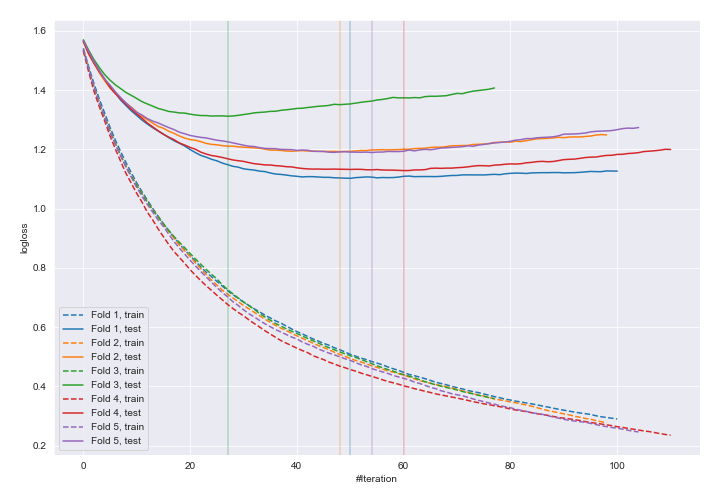 1.6
1.4
1.2
1.0
0.8
0.6
0.4
0.2
logloss
Fold 1, train
Fold 1, test
Fold 2, train
Fold 2, test
Fold 3, train
Fold 3, test
Fold 4, train
Fold 4, test
Fold 5, train
Fold 5, test
0 20 40 60 80 100
#Iteration